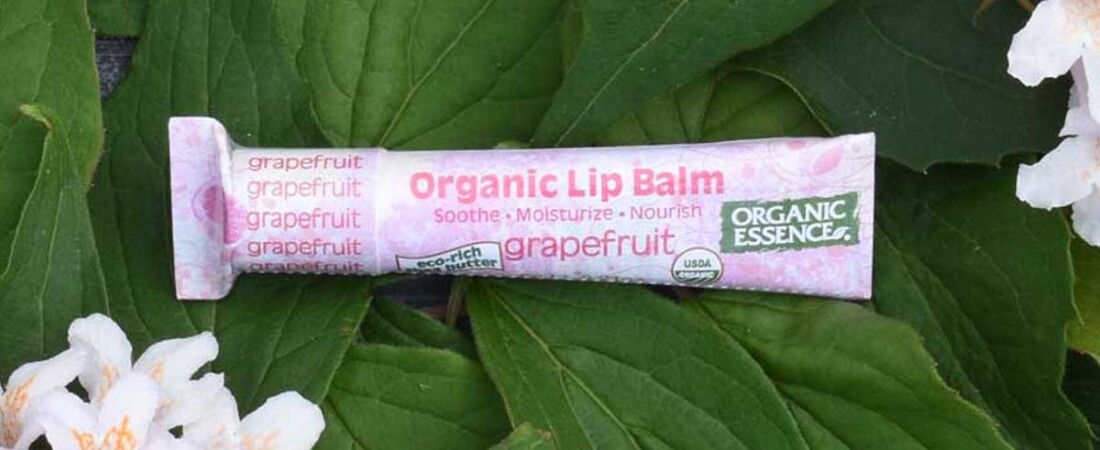 grapefruit
grapefruit
grapefruit
grapefruit
grapefruit
Organic Lip Balm
Soothe • Moisturize • Nourish
grapefruit
eco-rich
butter
USDA
ORGANIC
ORGANIC
ESSENCE